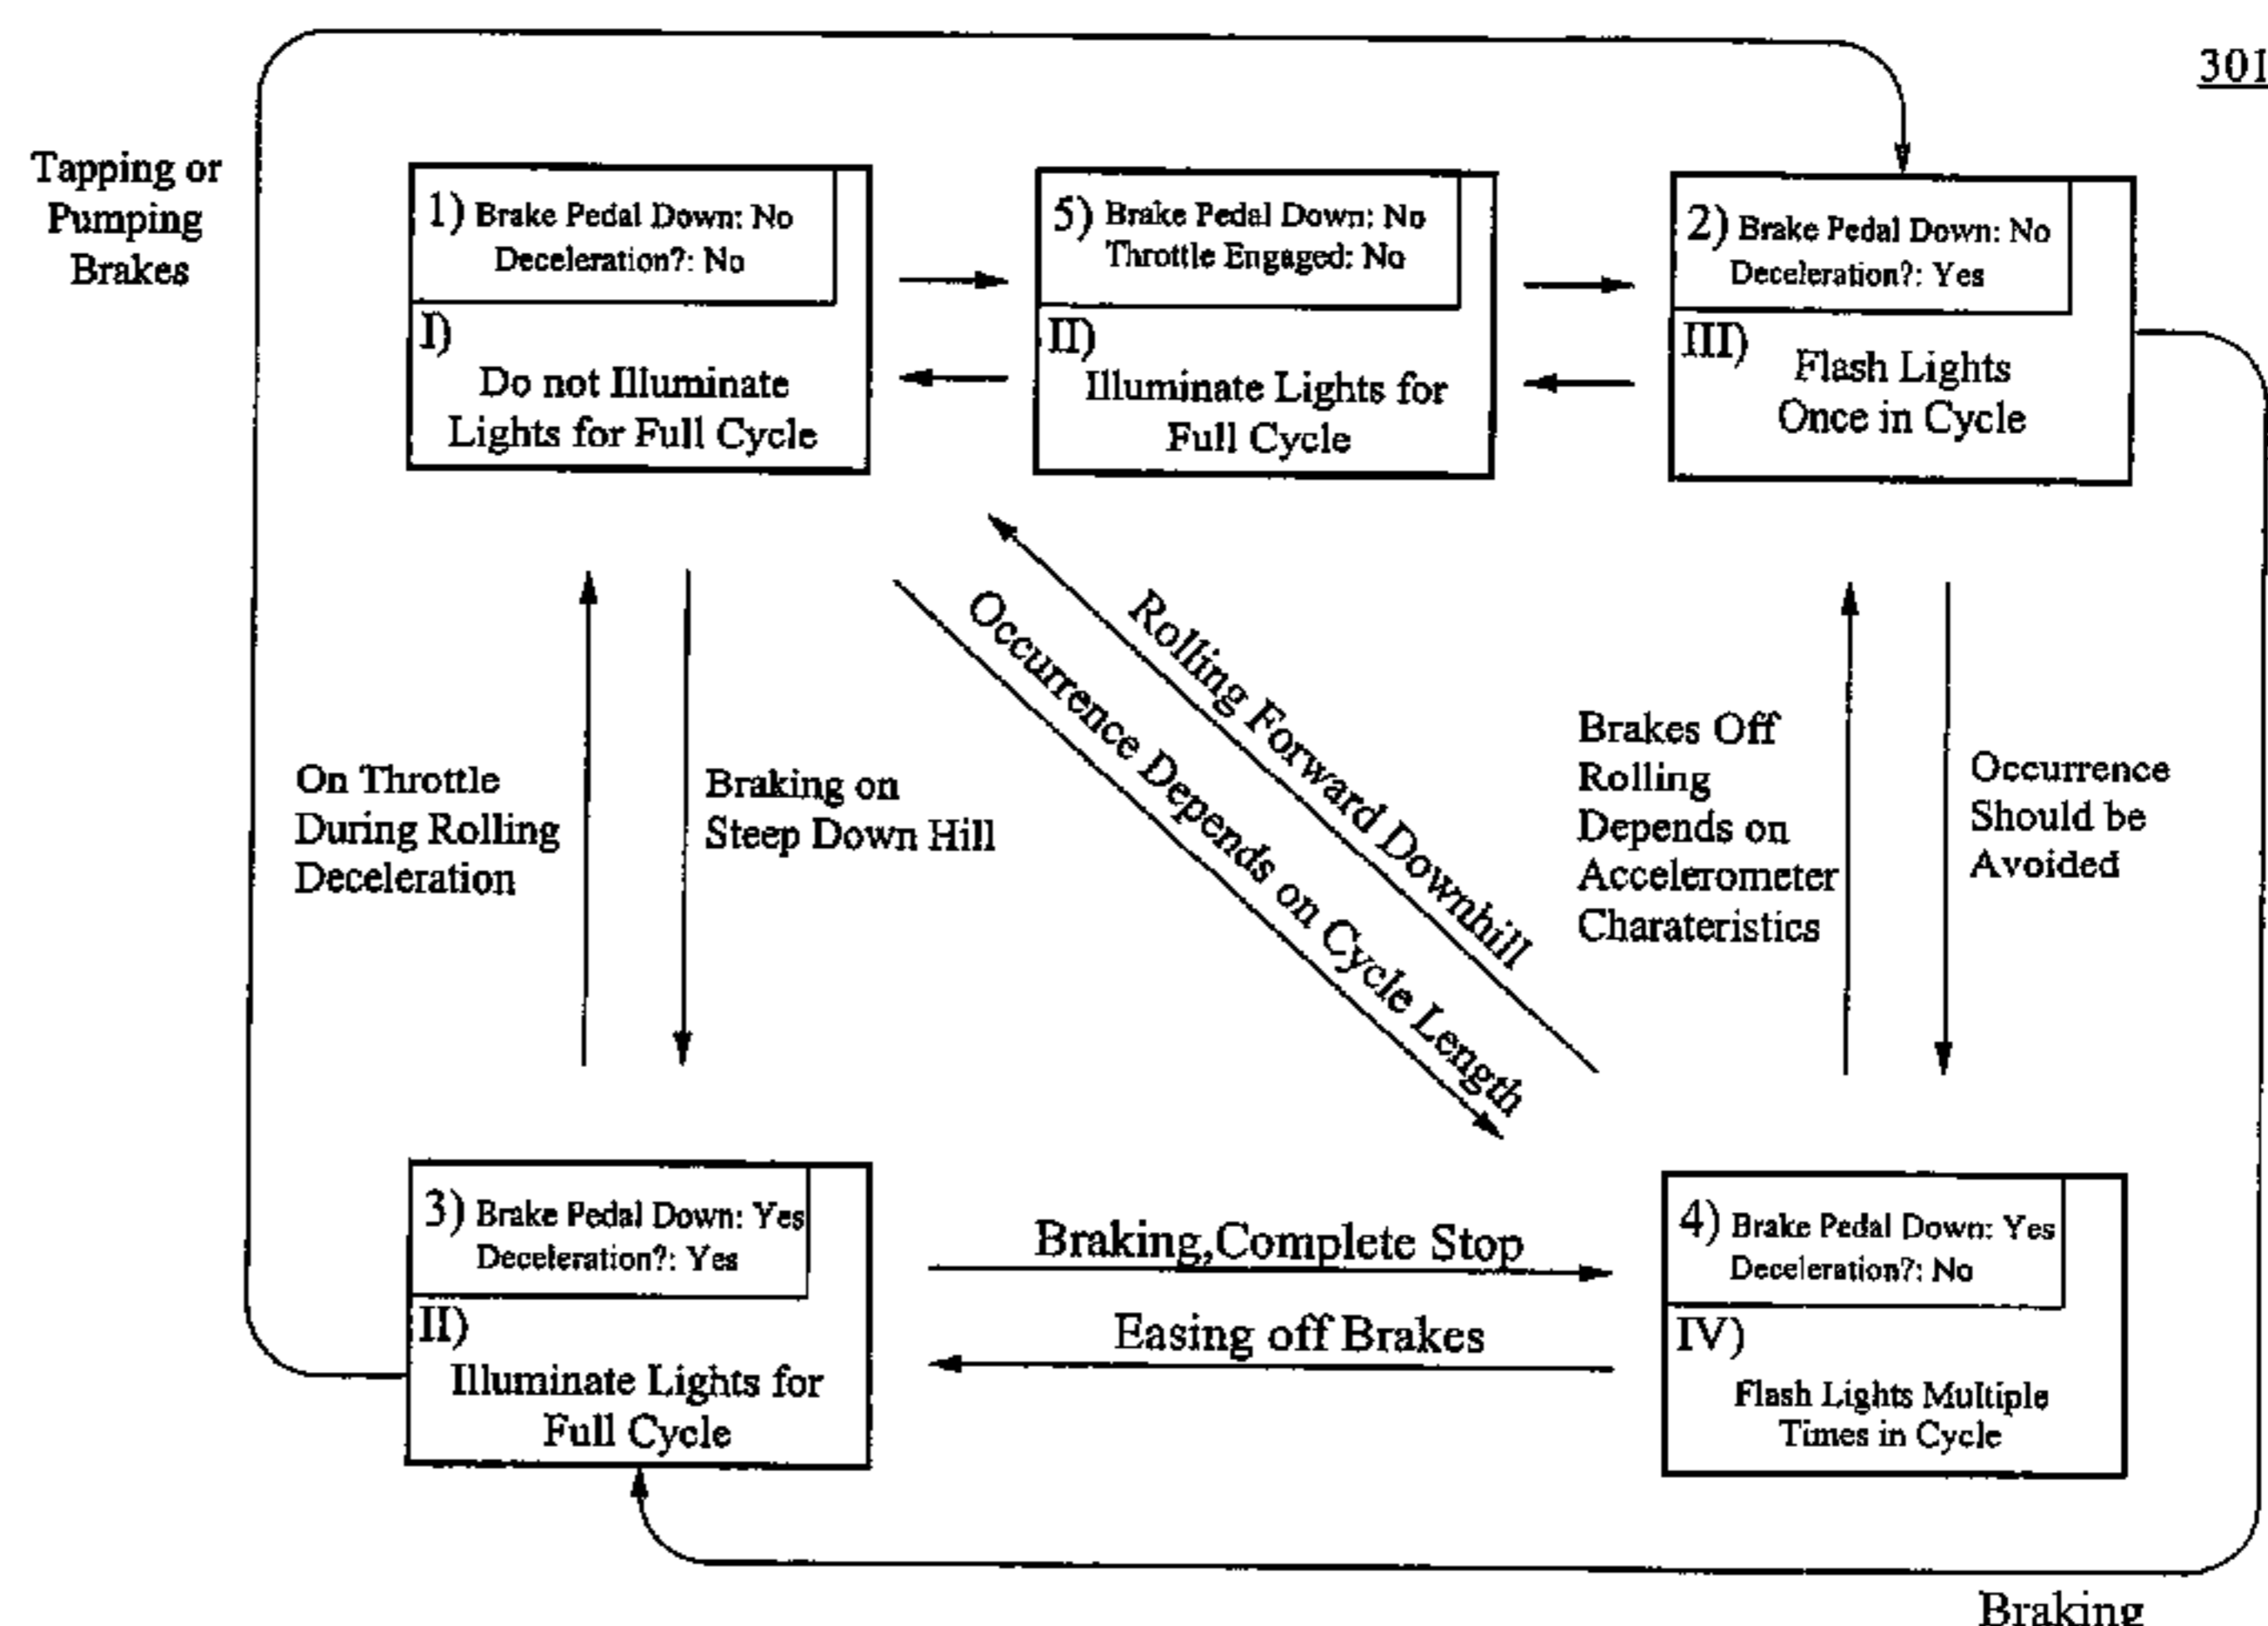 301
Tapping or
Pumping
Brakes
1) Brake Pedal Down: No
Deceleration?: No
I)
Do not Illuminate
Lights for Full Cycle
5) Brake Pedal Down: No
Throttle Engaged: No
II)
Illuminate Lights for
Full Cycle
2) Brake Pedal Down: No
Deceleration?: Yes
III)
Flash Lights
Once in Cycle
On Throttle
During Rolling
Deceleration
Braking on
Steep Down Hill
Rolling Forward Downhill
Occurrence Depends on Cycle Length
Brakes Off
Rolling
Depends on
Accelerometer
Charateristics
Occurrence
Should be
Avoided
3) Brake Pedal Down: Yes
Deceleration?: Yes
II)
Illuminate Lights for
Full Cycle
Braking,Complete Stop
Easing off Brakes
4) Brake Pedal Down: Yes
Deceleration?: No
IV)
Flash Lights Multiple
Times in Cycle
Braking